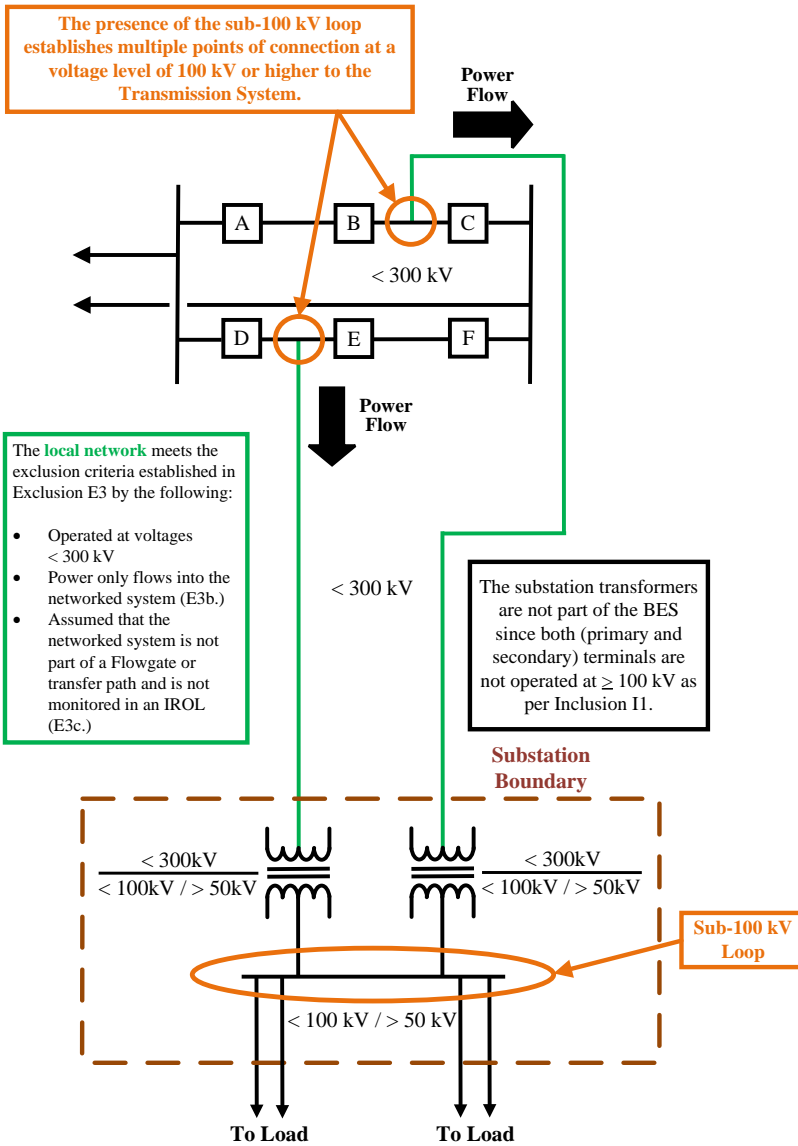 The presence of the sub-100 kV loop
establishes multiple points of connection at a
voltage level of 100 kV or higher to the
Transmission System.
Power
Flow
A
B
C
< 300 kV
D
E
F
Power
Flow
The local network meets the
exclusion criteria established in
Exclusion E3 by the following:
• Operated at voltages
< 300 kV
• Power only flows into the
networked system (E3b.)
• Assumed that the
networked system is not
part of a Flowgate or
transfer path and is not
monitored in an IROL
(E3c.)
< 300 kV
The substation transformers
are not part of the BES
since both (primary and
secondary) terminals are
not operated at ≥ 100 kV as
per Inclusion I1.
Substation
Boundary
< 300kV
< 100kV / > 50kV
< 300kV
< 100kV / > 50kV
Sub-100 kV
Loop
< 100 kV / > 50 kV
To Load
To Load